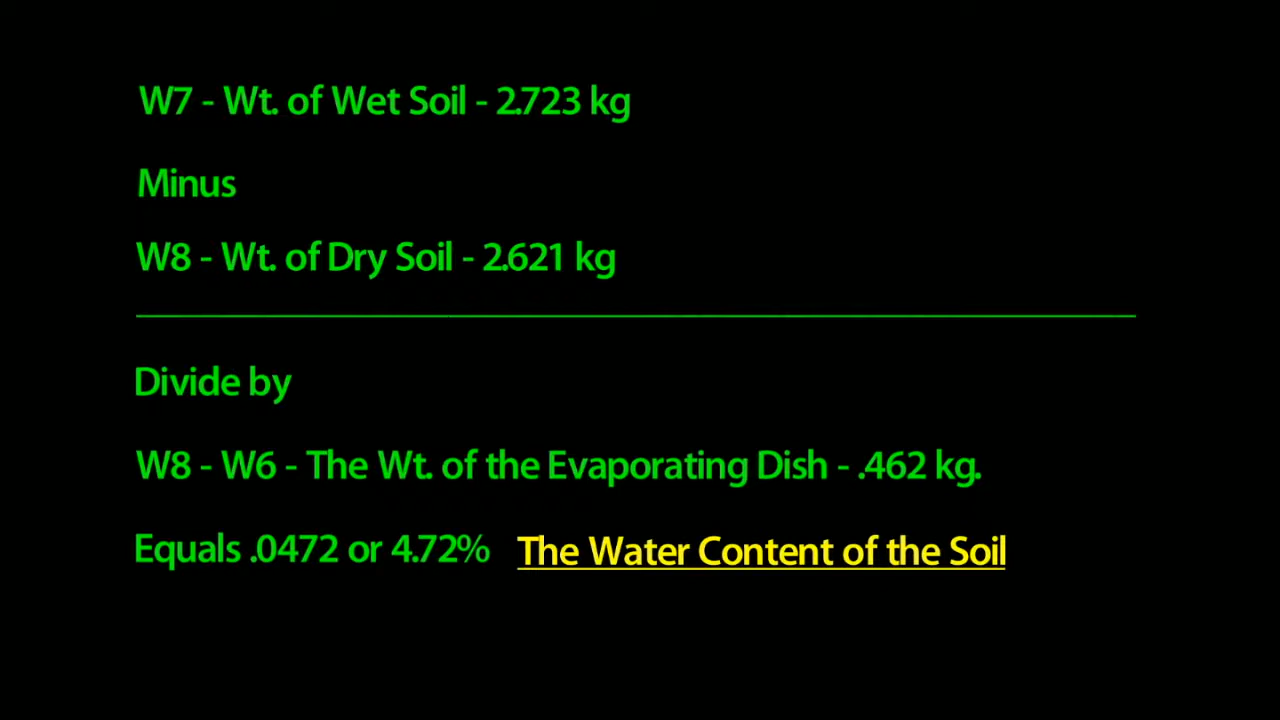 W7 - Wt. of Wet Soil - 2.723 kg
Minus
W8 - Wt. of Dry Soil - 2.621 kg
Divide by
W8 - W6 - The Wt. of the Evaporating Dish - .462 kg.
Equals .0472 or 4.72% The Water Content of the Soil